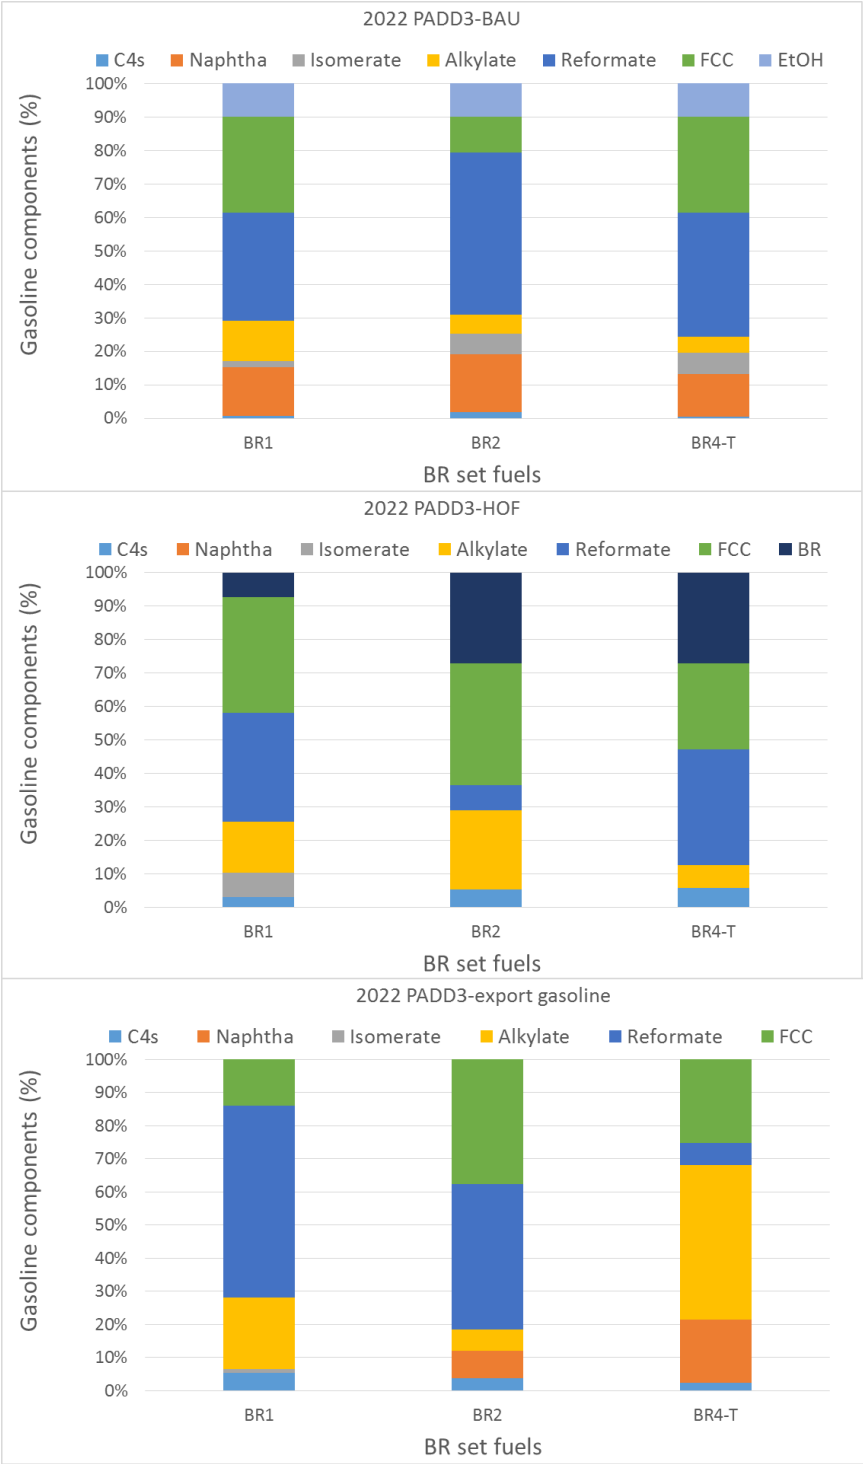 2022 PADD3-BAU
C4s Naphtha Isomerate Alkylate Reformate FCC EtOH
Gasoline components (%)
100%
90%
80%
70%
60%
50%
40%
30%
20%
10%
0%
BR1 BR2 BR4-T
BR set fuels
2022 PADD3-HOF
C4s Naphtha Isomerate Alkylate Reformate FCC BR
Gasoline components (%)
100%
90%
80%
70%
60%
50%
40%
30%
20%
10%
0%
BR1 BR2 BR4-T
BR set fuels
2022 PADD3-export gasoline
C4s Naphtha Isomerate Alkylate Reformate FCC
Gasoline components (%)
100%
90%
80%
70%
60%
50%
40%
30%
20%
10%
0%
BR1 BR2 BR4-T
BR set fuels